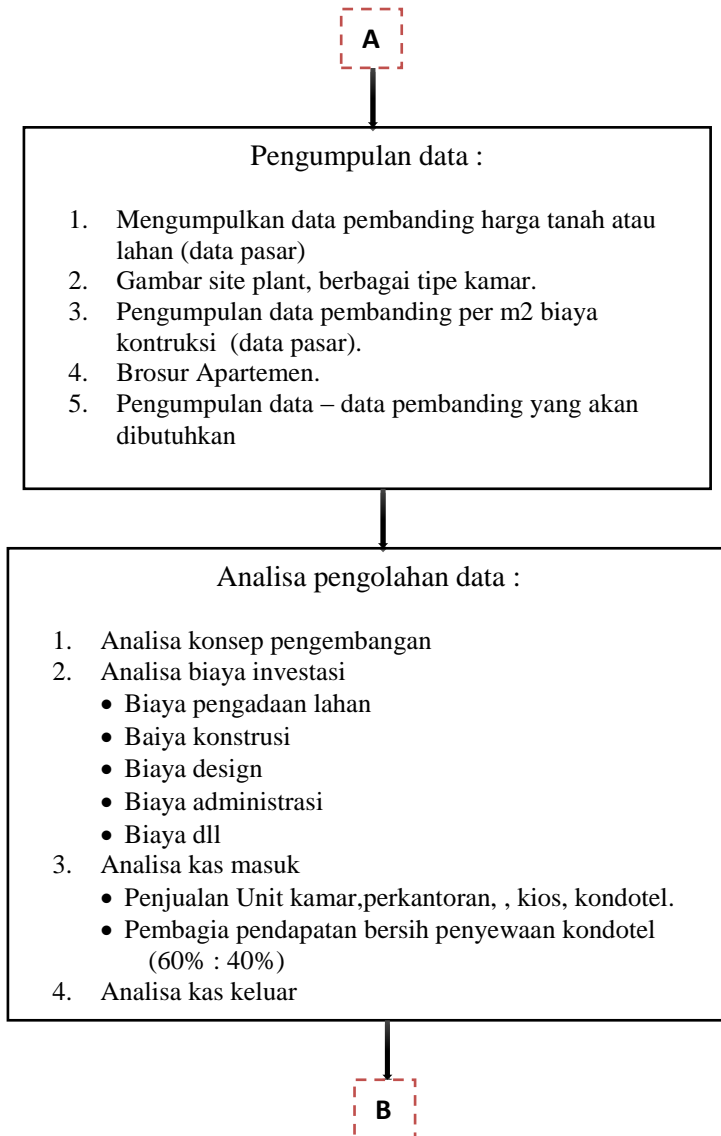 A
Pengumpulan data :
1. Mengumpulkan data pembanding harga tanah atau
lahan (data pasar)
2. Gambar site plant, berbagai tipe kamar.
3. Pengumpulan data pembanding per m2 biaya
kontruksi (data pasar).
4. Brosur Apartemen.
5. Pengumpulan data – data pembanding yang akan
dibutuhkan
Analisa pengolahan data :
1. Analisa konsep pengembangan
2. Analisa biaya investasi
• Biaya pengadaan lahan
• Baiya konstrusi
• Biaya design
• Biaya administrasi
• Biaya dll
3. Analisa kas masuk
• Penjualan Unit kamar,perkantoran, , kios, kondotel.
• Pembagia pendapatan bersih penyewaan kondotel
(60% : 40%)
4. Analisa kas keluar
B